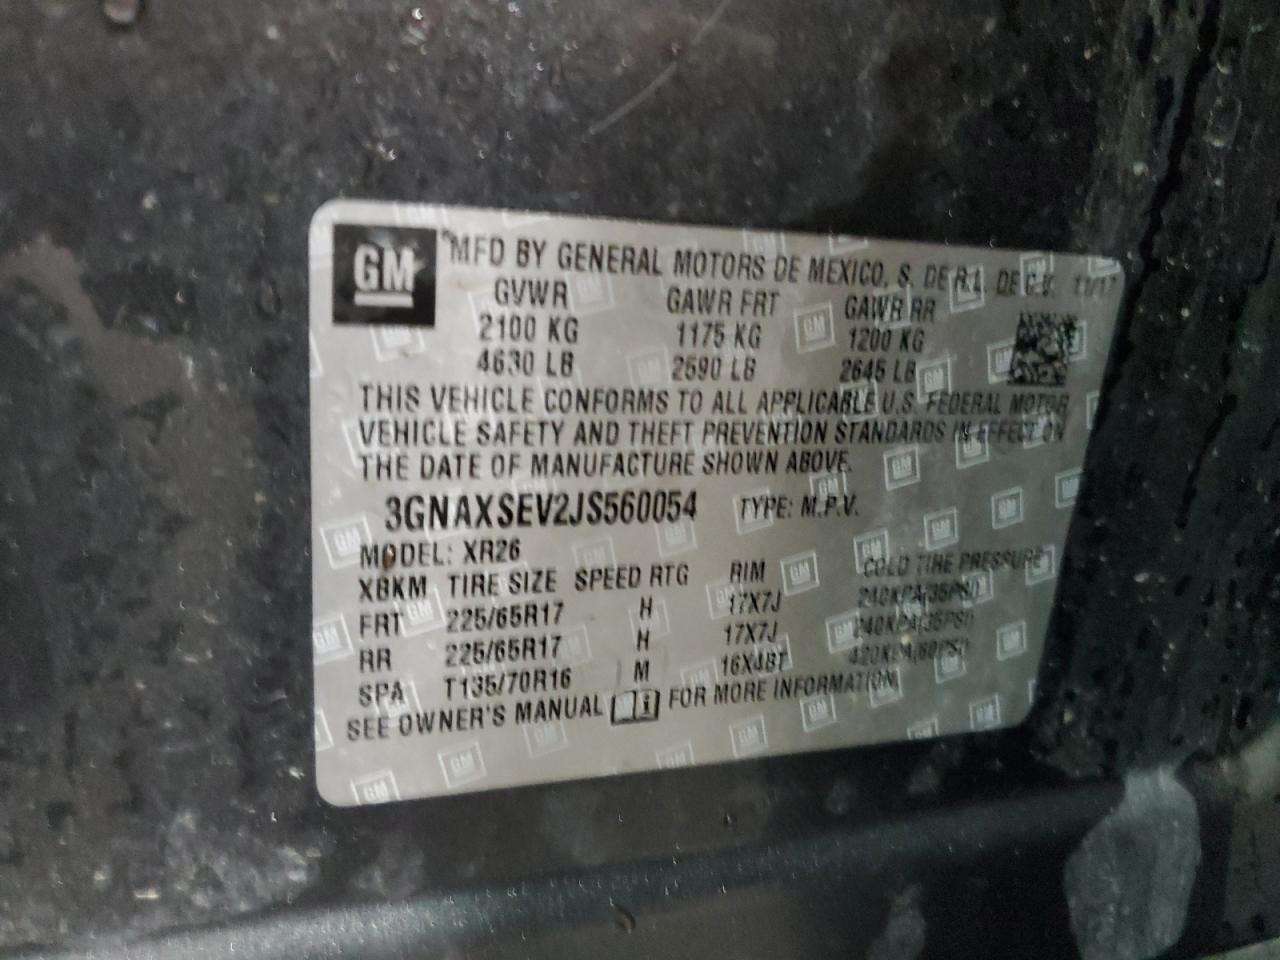 GM
MFD BY GENERAL MOTORS DE MEXICO, S. DE R.L. DE C.V. 11/17
GVWR GAWR FRT GAWR RR
2100 KG 1175 KG 1200 KG
4630 LB 2590 LB 2645 LB
THIS VEHICLE CONFORMS TO ALL APPLICABLE U.S. FEDERAL MOTOR
VEHICLE SAFETY AND THEFT PREVENTION STANDARDS IN EFFECT ON
THE DATE OF MANUFACTURE SHOWN ABOVE.
3GNAXSEV2JS560054 TYPE: M.P.V.
MODEL: XR26
XBKM TIRE SIZE SPEED RTG RIM COLD TIRE PRESSURE
FRT 225/65R17 H 17X7J 240KPA(35PSI)
RR 225/65R17 H 17X7J 240KPA(35PSI)
SPA T135/70R16 M 16X4BT 420KPA(60PSI)
SEE OWNER'S MANUAL FOR MORE INFORMATION